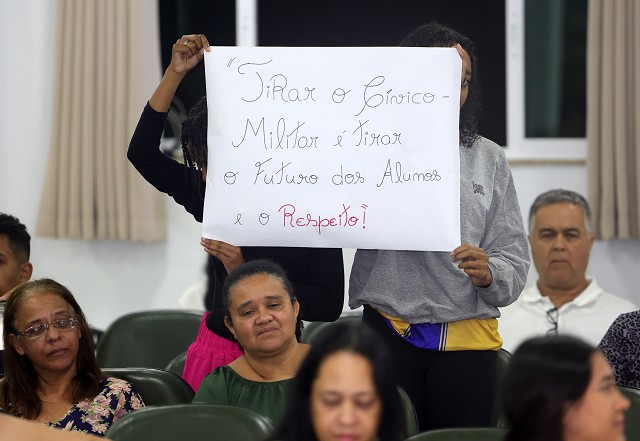 "Tirar o Cívico-
Militar é tirar
o Futuro dos Alunos
e o Respeito!